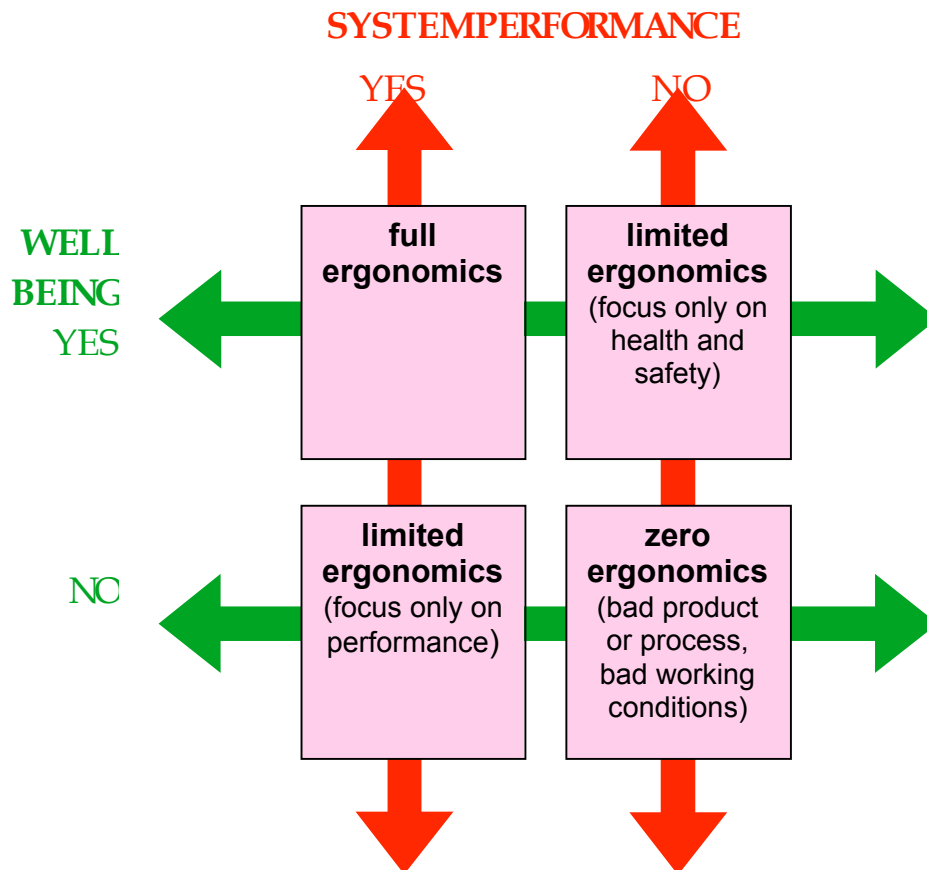 SYSTEMPERFORMANCE
YES NO
full ergonomics
limited ergonomics
(focus only on
health and
safety)
WELL
BEING
YES
limited ergonomics
(focus only on
performance)
zero ergonomics
(bad product
or process,
bad working
conditions)
NO